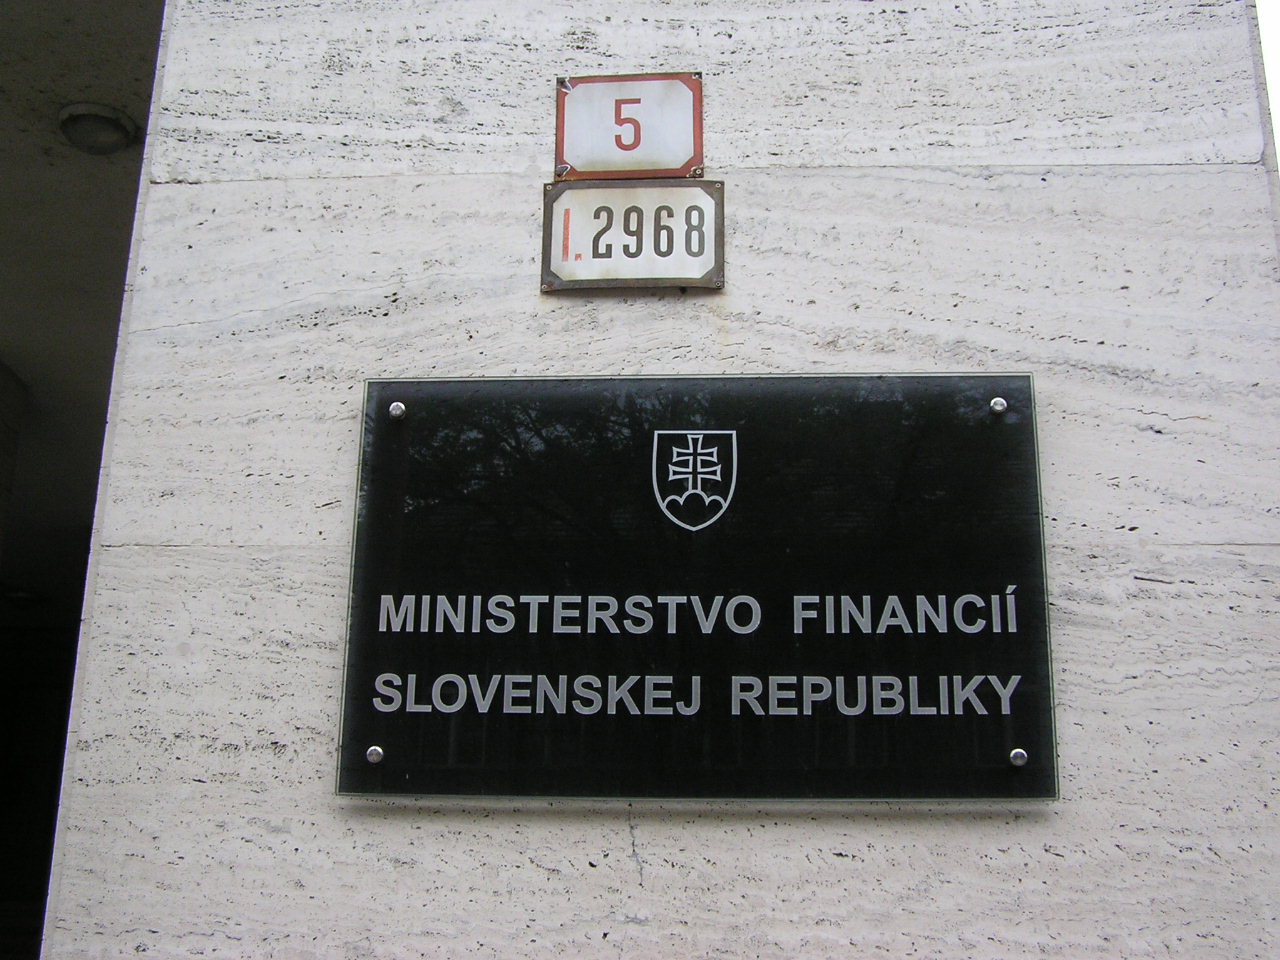 5
I. 2968
MINISTERSTVO FINANCIÍ
SLOVENSKEJ REPUBLIKY